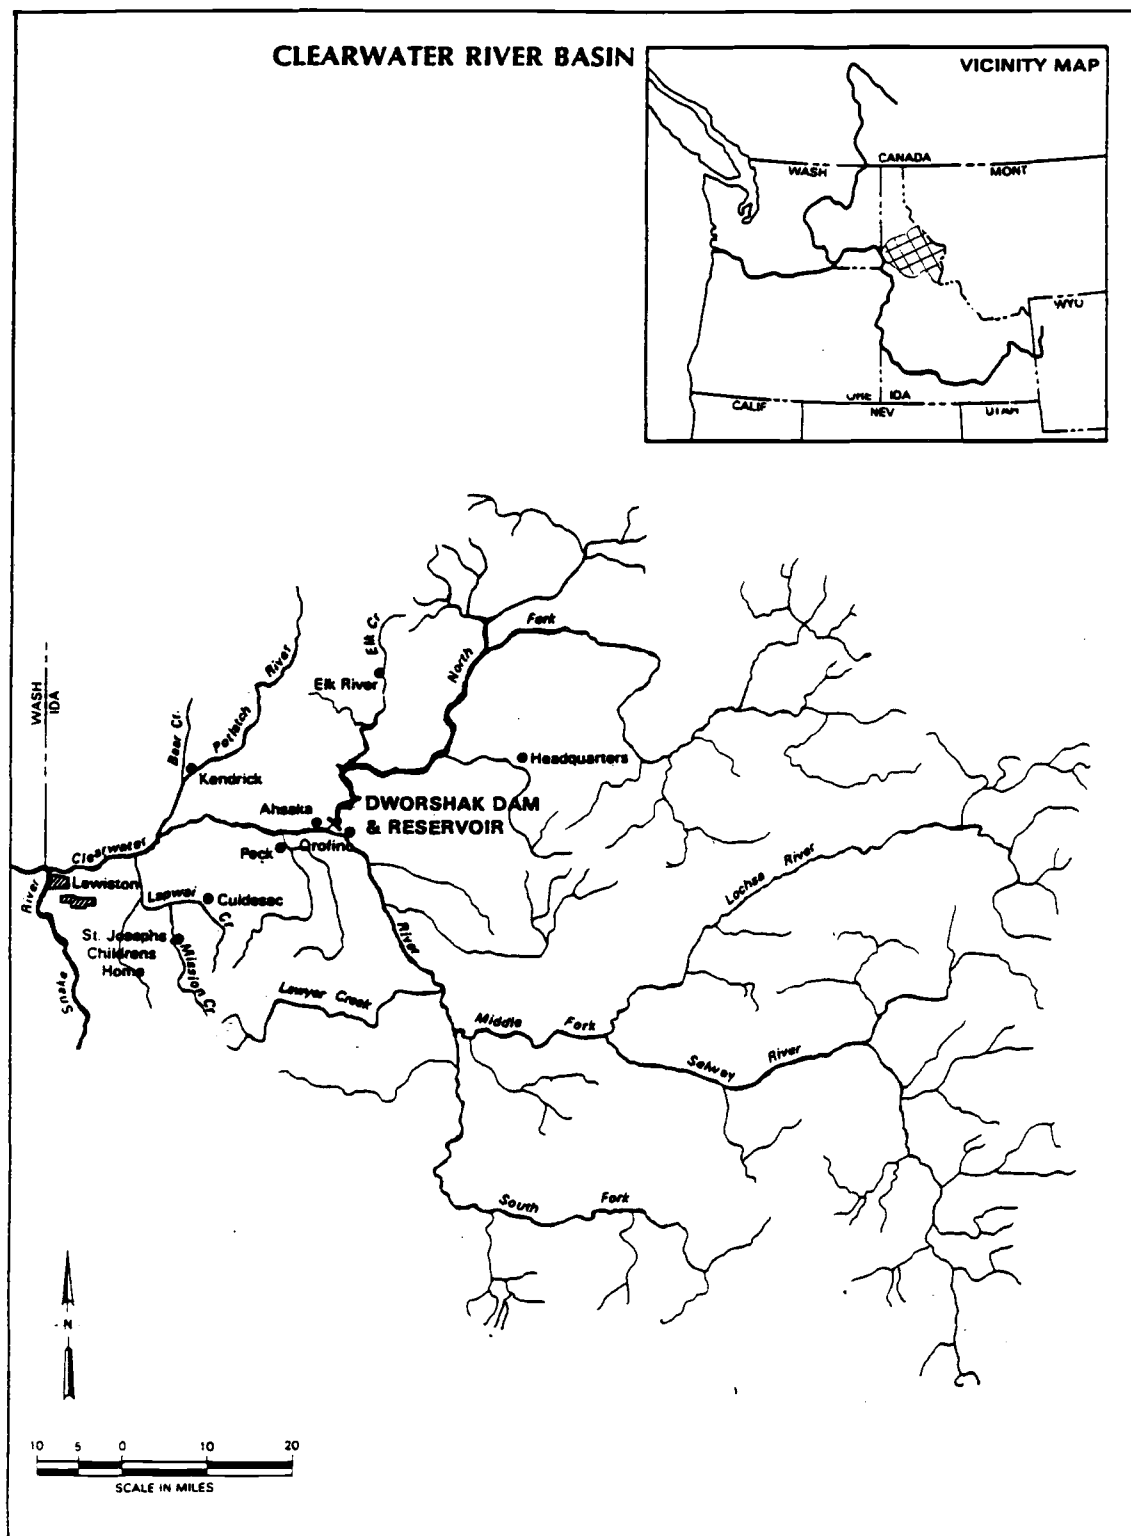 CLEARWATER RIVER BASIN
VICINITY MAP
CANADA
WASH
MONT
WYO
ORE
IDA
CALIF
NEV
UTAH
Fork
Elk Cr
North
River
Elk River
WASH
IDA
Potlatch
Bear Cr.
Headquarters
Kendrick
Ahsaka
DWORSHAK DAM
& RESERVOIR
Orofino
Peck
Clearwater
Lochsa River
Lewiston
River
Lapwai
Culdesac
Cr.
River
St. Josephs
Childrens
Home
Mission Cr.
Snake
Lawyer Creek
Middle Fork
Selway River
South Fork
N
10 5 0 10 20
SCALE IN MILES